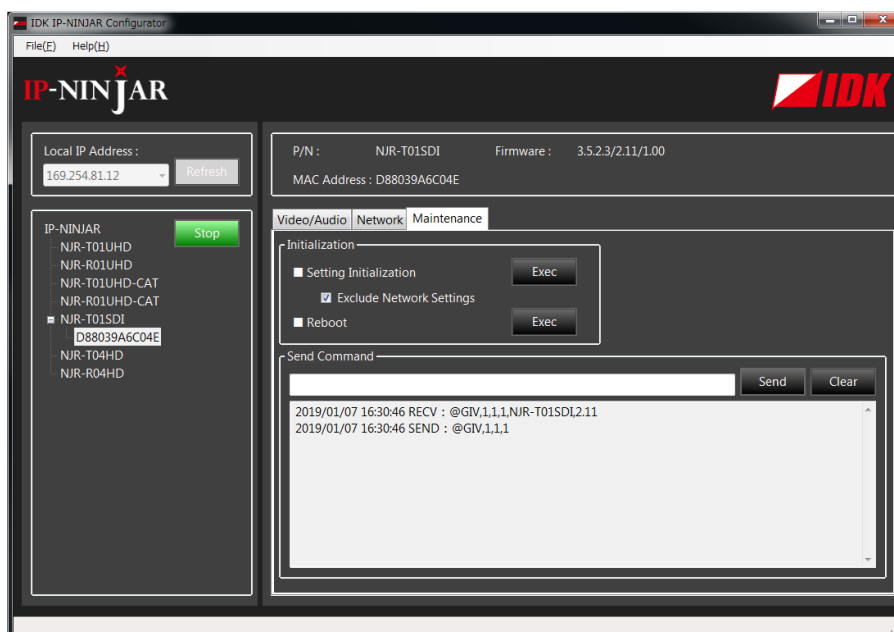 IDK IP-NINJAR Configurator
File(F) Help(H)
IP-NINJAR
IDK
Local IP Address :
169.254.81.12 Refresh
P/N : NJR-T01SDI Firmware : 3.5.2.3/2.11/1.00
MAC Address : D88039A6C04E
IP-NINJAR Stop
NJR-T01UHD
NJR-R01UHD
NJR-T01UHD-CAT
NJR-R01UHD-CAT
NJR-T01SDI
D88039A6C04E
NJR-T04HD
NJR-R04HD
Video/Audio Network Maintenance
Initialization
Setting Initialization Exec
Exclude Network Settings
Reboot Exec
Send Command
Send Clear
2019/01/07 16:30:46 RECV : @GIV,1,1,1,NJR-T01SDI,2.11
2019/01/07 16:30:46 SEND : @GIV,1,1,1